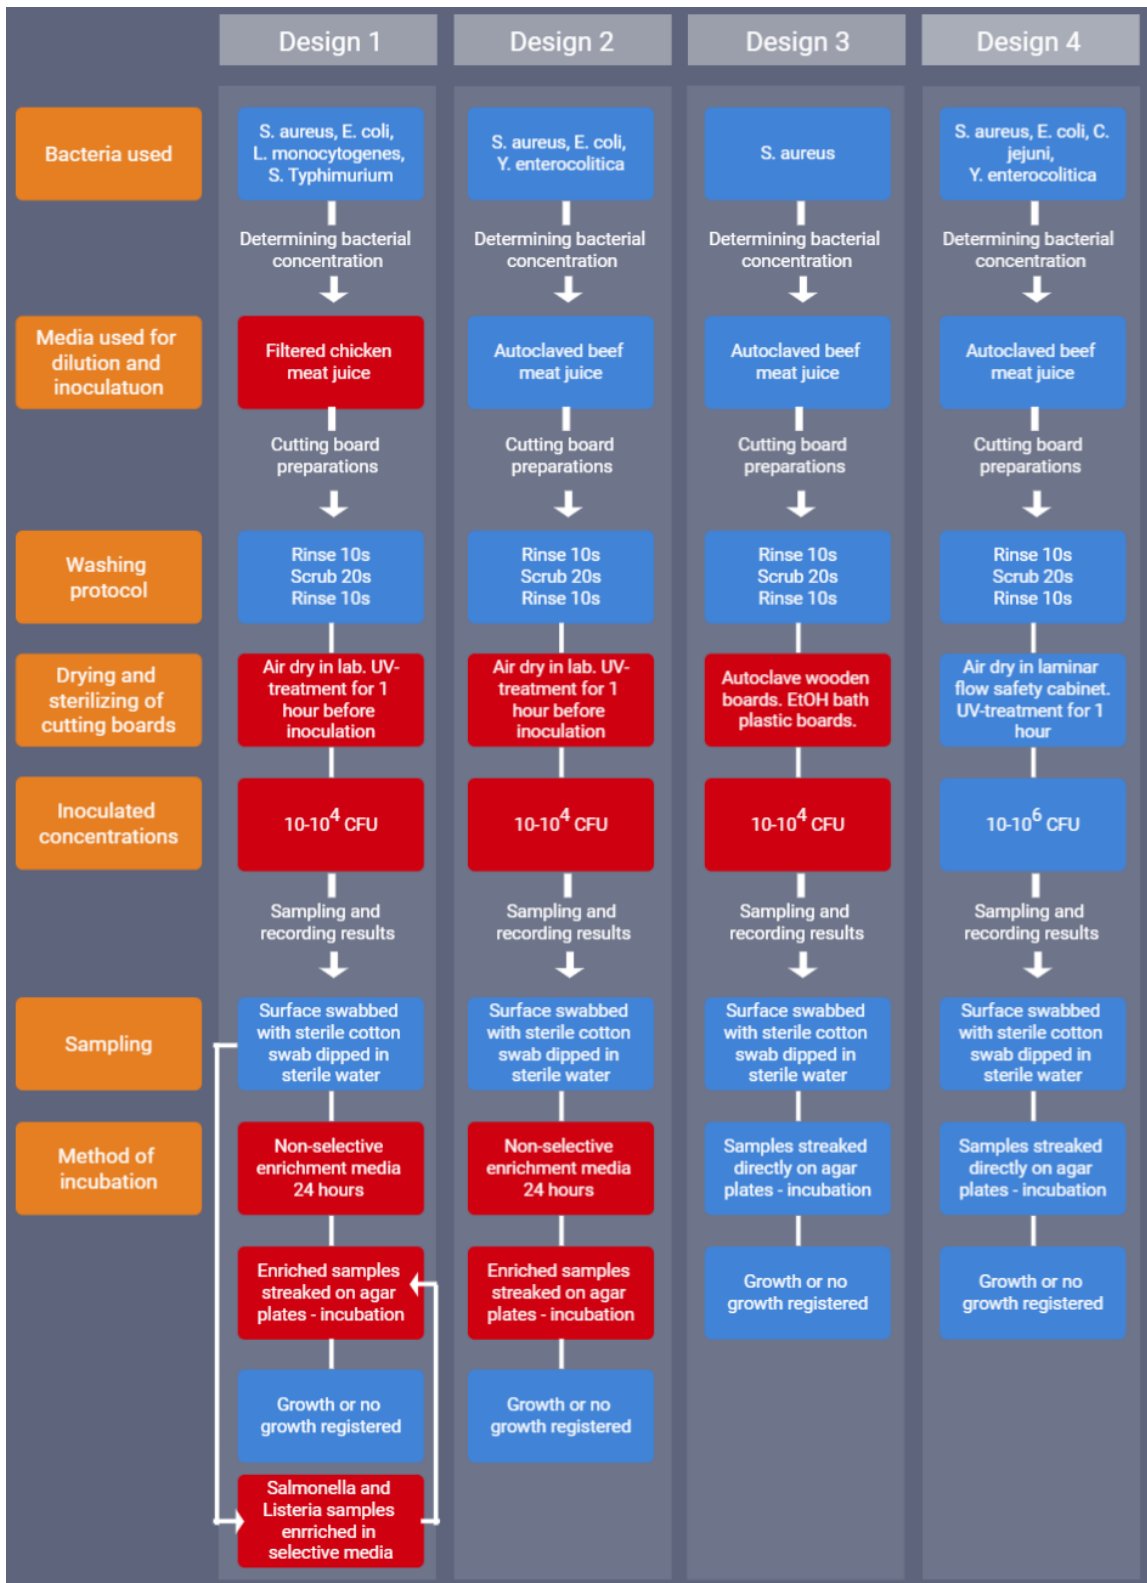 Design 1
Design 2
Design 3
Design 4
Bacteria used
S. aureus, E. coli,
L. monocytogenes,
S. Typhimurium
S. aureus, E. coli,
Y. enterocolitica
S. aureus
S. aureus, E. coli, C.
jejuni,
Y. enterocolitica
Determining bacterial
concentration
Determining bacterial
concentration
Determining bacterial
concentration
Determining bacterial
concentration
Media used for
dilution and
inoculatuon
Filtered chicken
meat juice
Autoclaved beef
meat juice
Autoclaved beef
meat juice
Autoclaved beef
meat juice
Cutting board
preparations
Cutting board
preparations
Cutting board
preparations
Cutting board
preparations
Washing
protocol
Rinse 10s
Scrub 20s
Rinse 10s
Rinse 10s
Scrub 20s
Rinse 10s
Rinse 10s
Scrub 20s
Rinse 10s
Rinse 10s
Scrub 20s
Rinse 10s
Drying and
sterilizing of
cutting boards
Air dry in lab. UV-
treatment for 1
hour before
inoculation
Air dry in lab. UV-
treatment for 1
hour before
inoculation
Autoclave wooden
boards. EtOH bath
plastic boards.
Air dry in laminar
flow safety cabinet.
UV-treatment for 1
hour
Inoculated
concentrations
10-10⁴ CFU
10-10⁴ CFU
10-10⁴ CFU
10-10⁶ CFU
Sampling and
recording results
Sampling and
recording results
Sampling and
recording results
Sampling and
recording results
Sampling
Surface swabbed
with sterile cotton
swab dipped in
sterile water
Surface swabbed
with sterile cotton
swab dipped in
sterile water
Surface swabbed
with sterile cotton
swab dipped in
sterile water
Surface swabbed
with sterile cotton
swab dipped in
sterile water
Method of
incubation
Non-selective
enrichment media
24 hours
Non-selective
enrichment media
24 hours
Samples streaked
directly on agar
plates - incubation
Samples streaked
directly on agar
plates - incubation
Enriched samples
streaked on agar
plates - incubation
Enriched samples
streaked on agar
plates - incubation
Growth or no
growth registered
Growth or no
growth registered
Growth or no
growth registered
Growth or no
growth registered
Salmonella and
Listeria samples
enrriched in
selective media